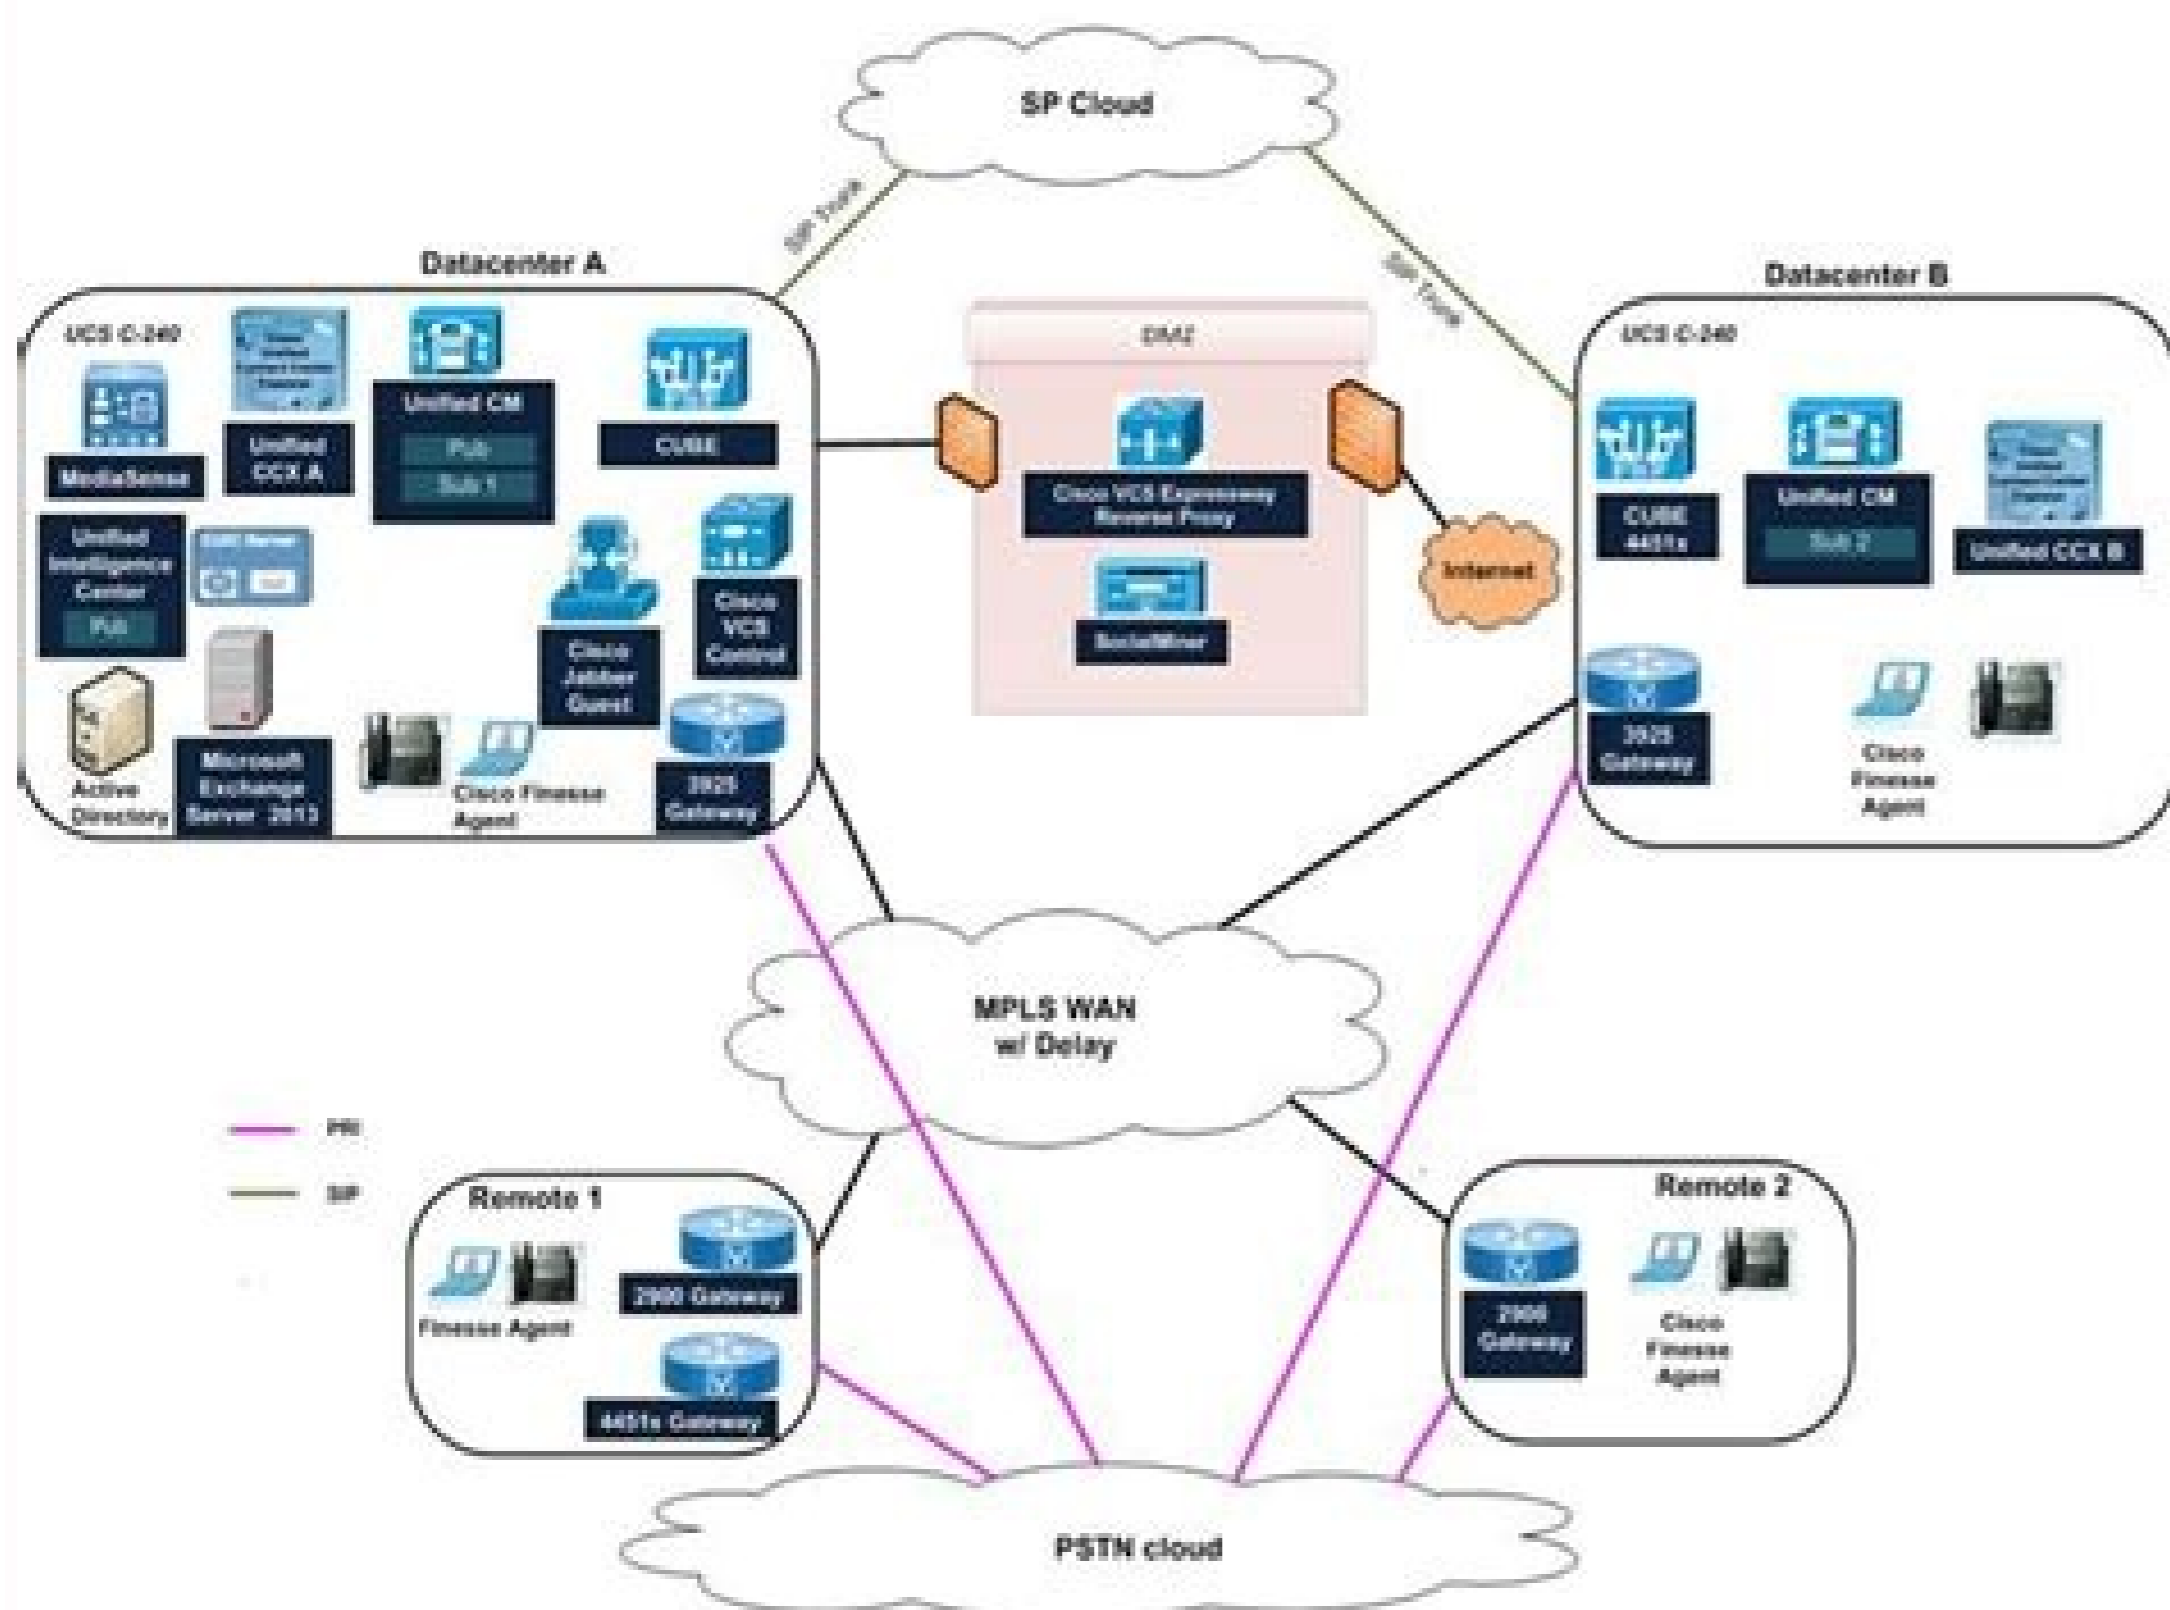 SP Cloud
SIP Trunk
SIP Trunk
Datacenter A
UCS C-240
MediaSense
Unified
CCX A
Unified CM
Pub
Sub 1
CUBE
Unified
Intelligence
Center
Pub
Cisco
Jabber
Guest
Cisco
VCS
Control
Active
Directory
Microsoft
Exchange
Server 2013
Cisco Finesse
Agent
3925
Gateway
DMZ
Cisco VCS Expressway
Reverse Proxy
SocialMiner
Internet
Datacenter B
UCS C-240
CUBE
4451x
Unified CM
Sub 2
Unified CCX B
3925
Gateway
Cisco
Finesse
Agent
MPLS WAN
w/ Delay
PRI
SIP
Remote 1
Finesse Agent
2900 Gateway
4451x Gateway
Remote 2
2900
Gateway
Cisco
Finesse
Agent
PSTN cloud